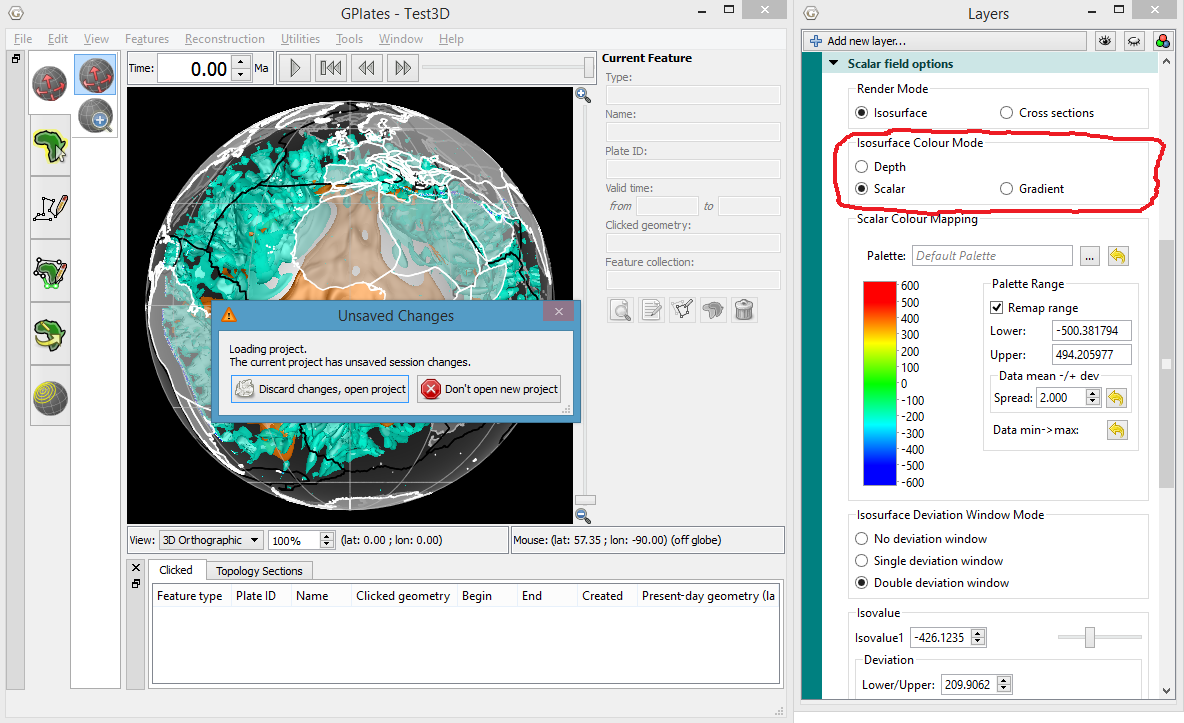 GPlates - Test3D
File Edit View Features Reconstruction Utilities Tools Window Help
Time: 0.00 Ma
Current Feature
Type:
Name:
Plate ID:
Valid time:
from to
Clicked geometry:
Feature collection:
Unsaved Changes
Loading project.
The current project has unsaved session changes.
Discard changes, open project Don't open new project
View: 3D Orthographic 100% (lat: 0.00 ; lon: 0.00) Mouse: (lat: 57.35 ; lon: -90.00) (off globe)
Clicked Topology Sections
Feature type Plate ID Name Clicked geometry Begin End Created Present-day geometry (la
Layers
Add new layer...
Scalar field options
Render Mode
Isosurface Cross sections
Isosurface Colour Mode
Depth
Scalar Gradient
Scalar Colour Mapping
Palette: Default Palette ...
600
500
400
300
200
100
0
-100
-200
-300
-400
-500
-600
Palette Range
Remap range
Lower: -500.381794
Upper: 494.205977
Data mean -/+ dev
Spread: 2.000
Data min->max:
Isosurface Deviation Window Mode
No deviation window
Single deviation window
Double deviation window
Isovalue
Isovalue1 -426.1235
Deviation
Lower/Upper: 209.9062